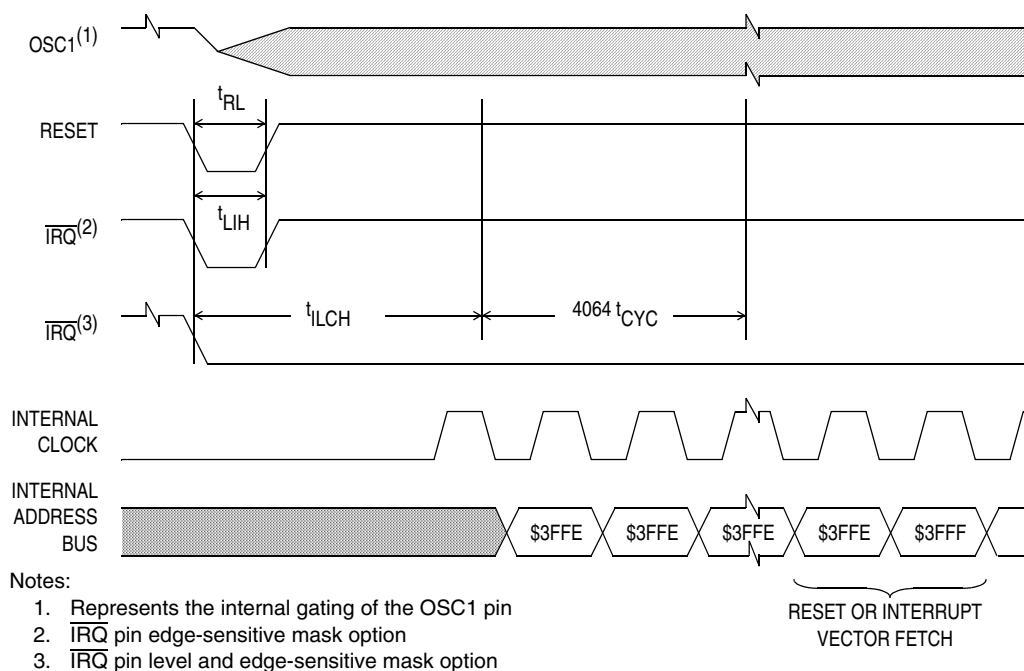 OSC1(1)
tRL
RESET
tLIH
IRQ(2)
tILCH
4064 tCYC
IRQ(3)
INTERNAL
CLOCK
INTERNAL
ADDRESS
BUS
$3FFE $3FFE $3FFE $3FFE $3FFF
Notes:
1. Represents the internal gating of the OSC1 pin
2. IRQ pin edge-sensitive mask option
3. IRQ pin level and edge-sensitive mask option
RESET OR INTERRUPT
VECTOR FETCH